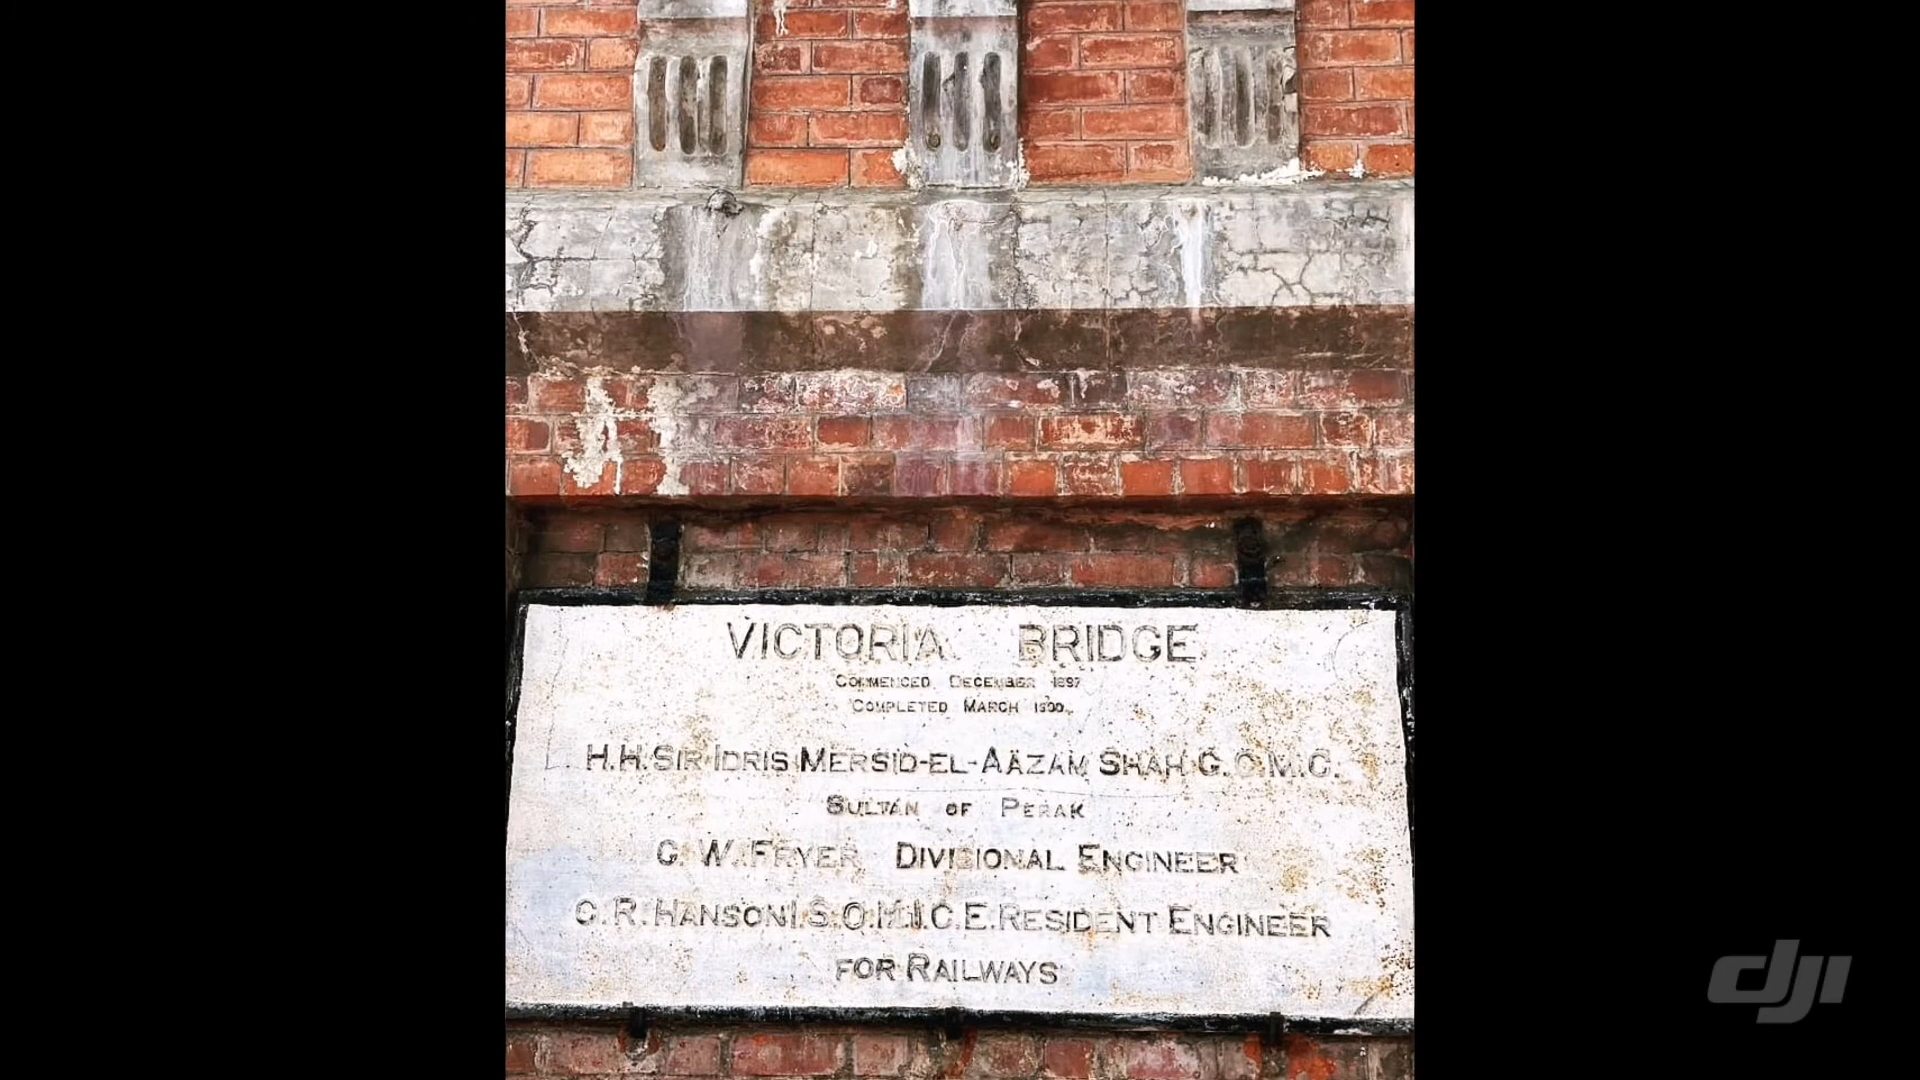 VICTORIA BRIDGE
COMMENCED DECEMBER 1897
COMPLETED MARCH 1900.
H.H. SIR IDRIS MERSID-EL-AÄZAM SHAH G.C.M.G.
SULTAN OF PERAK
G. W. FRYER DIVISIONAL ENGINEER
C. R. HANSON I.S.O.M.I.C.E. RESIDENT ENGINEER
FOR RAILWAYS
dji